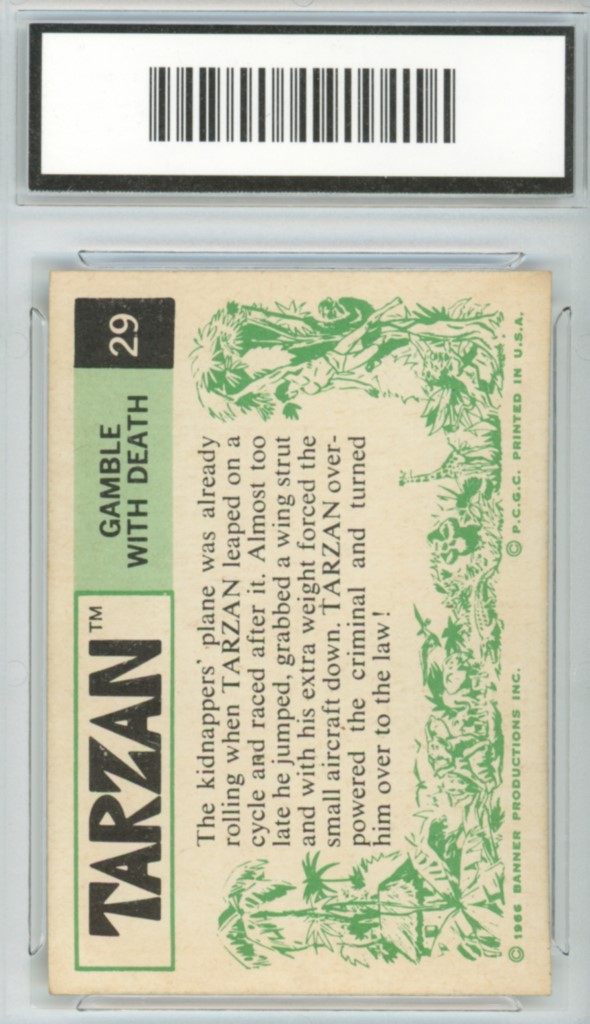 TARZAN™
GAMBLE
WITH DEATH
29
The kidnappers' plane was already
rolling when TARZAN leaped on a
cycle and raced after it. Almost too
late he jumped, grabbed a wing strut
and with his extra weight forced the
small aircraft down. TARZAN over-
powered the criminal and turned
him over to the law!
© 1966 BANNER PRODUCTIONS INC.
© P.C.G.C. PRINTED IN U.S.A.